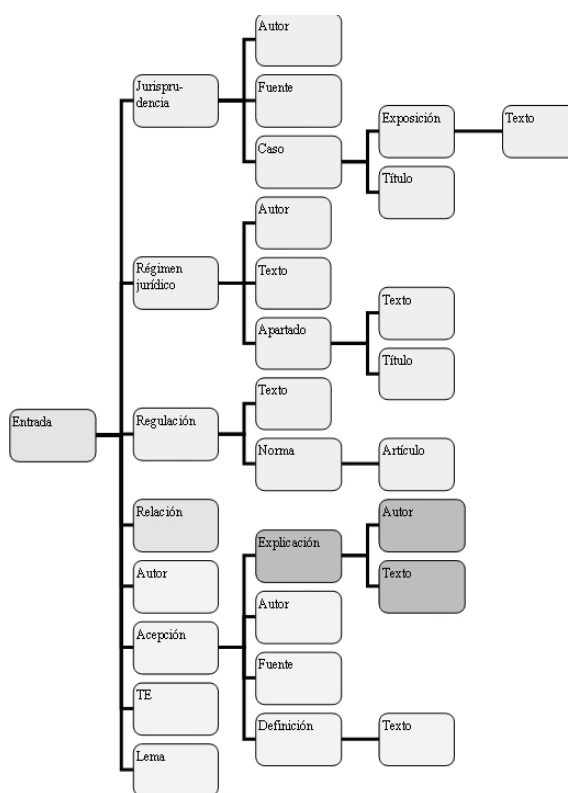 Autor
Jurispru-
dencia
Fuente
Caso
Exposición
Texto
Título
Autor
Régimen
jurídico
Texto
Apartado
Texto
Título
Entrada
Regulación
Texto
Norma
Artículo
Relación
Explicación
Autor
Texto
Autor
Autor
Acepción
Fuente
TE
Definición
Texto
Lema